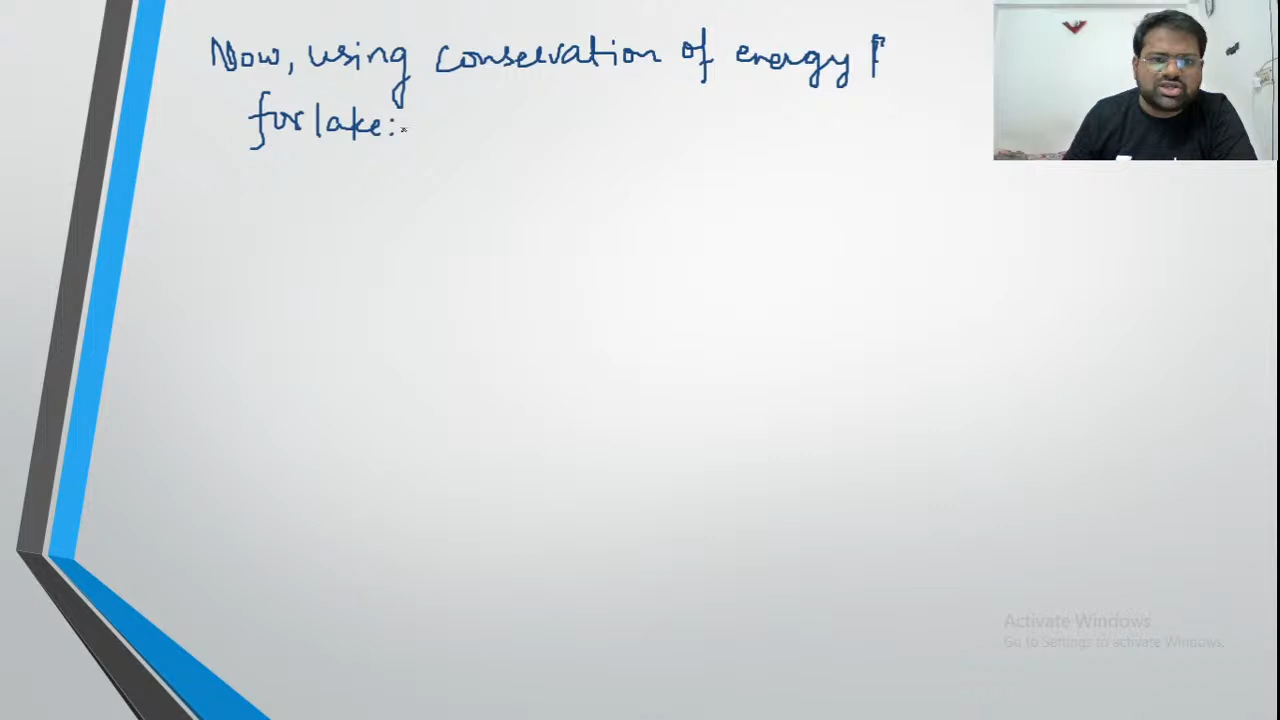 Now, using conservation of energy
for lake:
Activate Windows
Go to Settings to activate Windows.